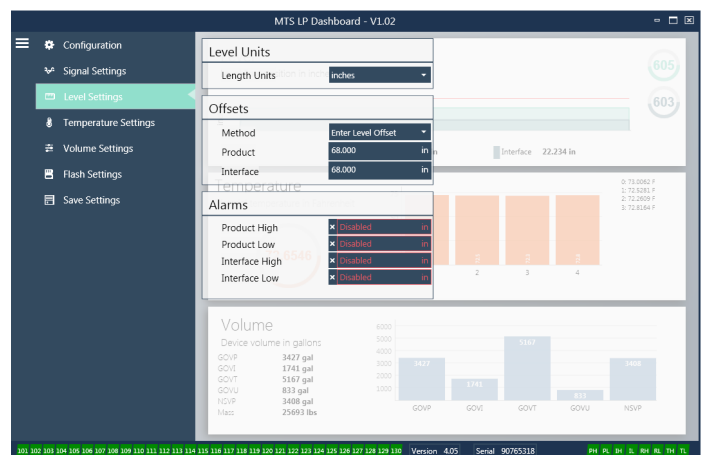 MTS LP Dashboard - V1.02
Configuration
Signal Settings
Level Settings
Temperature Settings
Volume Settings
Flash Settings
Save Settings
Level Units
Length Units inches
Offsets
Method Enter Level Offset
Product 68.000 in
Interface 68.000 in
Alarms
Product High × Disabled in
Product Low × Disabled in
Interface High × Disabled in
Interface Low × Disabled in
605
603
Interface 22.234 in
Temperature
0: 73.0062 F
1: 72.5281 F
2: 72.2609 F
3: 72.8164 F
2 3 4
Volume
Device volume in gallons
GOVP 3427 gal
GOVI 1741 gal
GOVT 5167 gal
GOVU 833 gal
NSVP 3408 gal
Mass 25693 lbs
6000
5000
4000
3000
2000
1000
3427
1741
5167
833
3408
GOVP GOVI GOVT GOVU NSVP
101 102 103 104 105 106 107 108 109 110 111 112 113 114 115 116 117 118 119 120 121 122 123 124 125 126 127 128 129 130 Version 4.05 Serial 90765318 PH PL IH IL RH RL TH TL